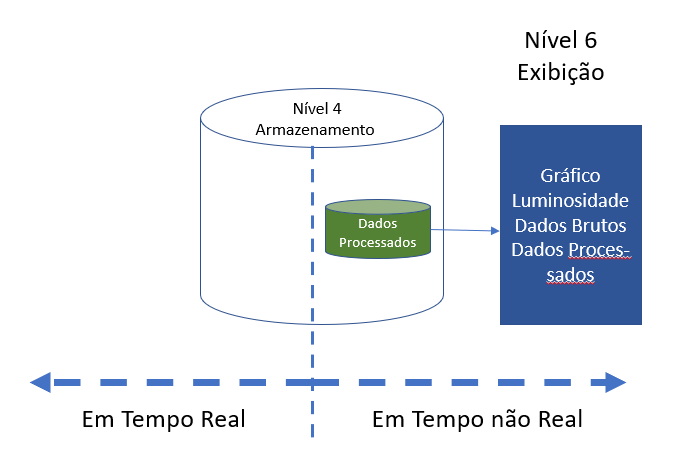 Nível 6
Exibição
Nível 4
Armazenamento
Gráfico
Luminosidade
Dados Brutos
Dados Proces-
sados
Dados
Processados
Em Tempo Real
Em Tempo não Real